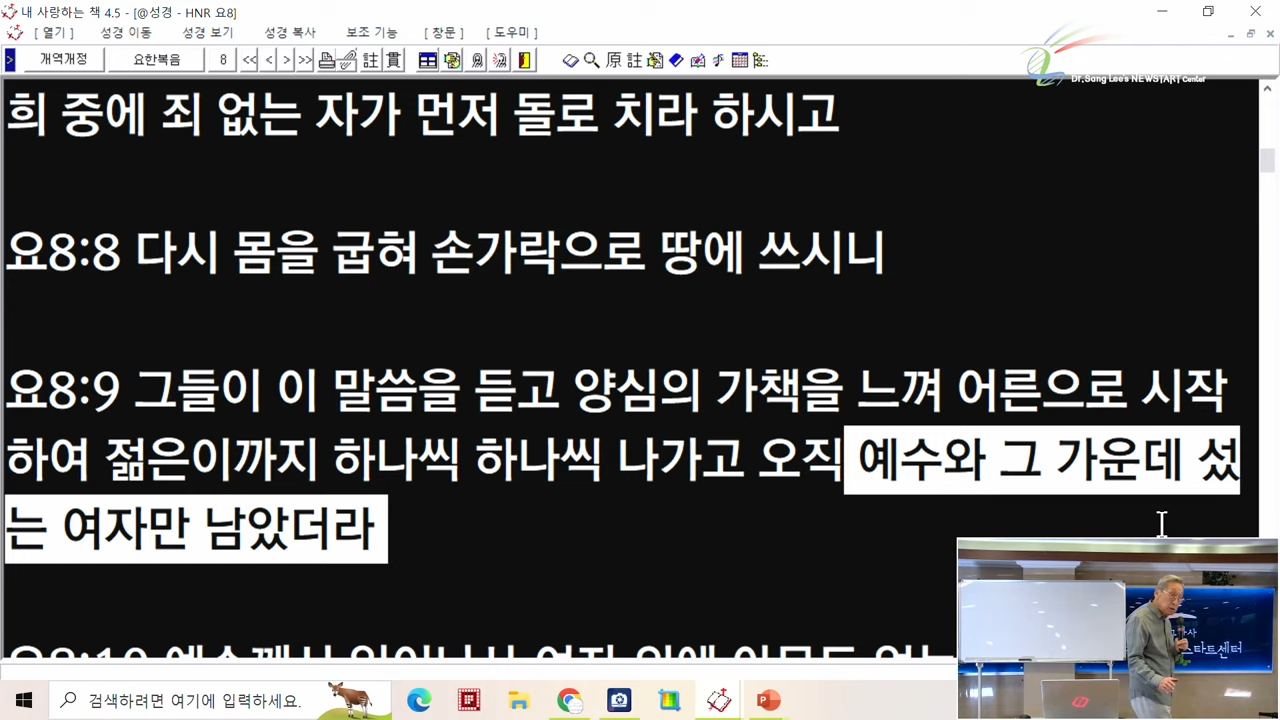 내 사랑하는 책 4.5 - [@성경 - HNR 요8]
[ 열기 ] 성경 이동 성경 보기 성경 복사 보조 기능 [ 창문 ] [ 도우미 ]
개역개정 요한복음 8 << < > >> 註 貫 原 註
Dr.Sang Lee's NEWSTART Center
희 중에 죄 없는 자가 먼저 돌로 치라 하시고
요8:8 다시 몸을 굽혀 손가락으로 땅에 쓰시니
요8:9 그들이 이 말씀을 듣고 양심의 가책을 느껴 어른으로 시작
하여 젊은이까지 하나씩 하나씩 나가고 오직 예수와 그 가운데 섰
는 여자만 남았더라
스타트센터
검색하려면 여기에 입력하세요.